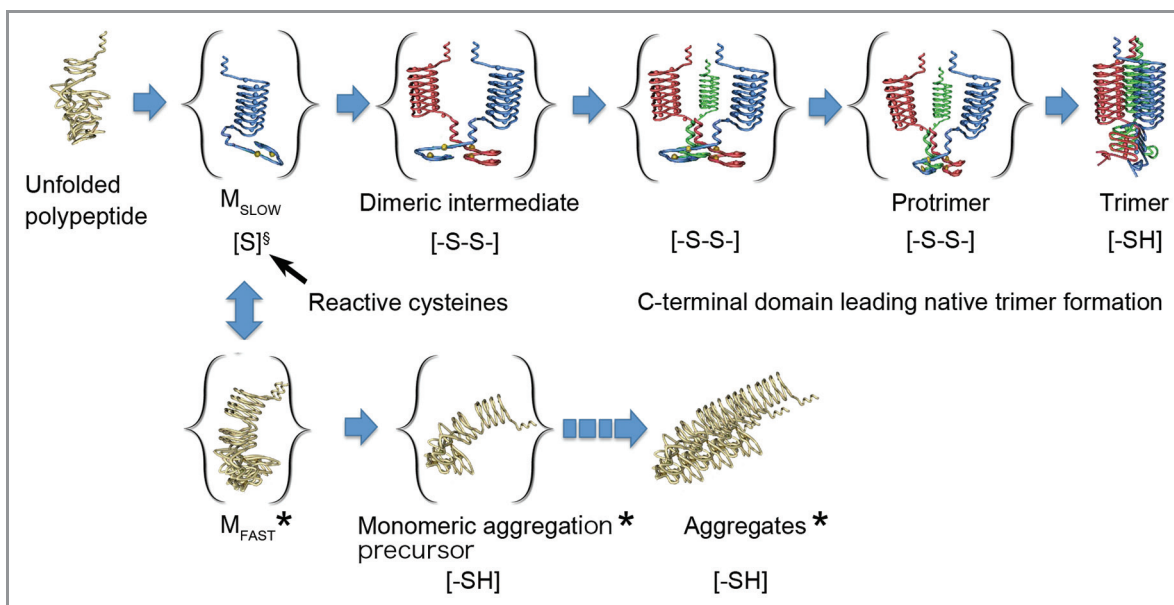 Unfolded
polypeptide
M_SLOW
[S]§
Dimeric intermediate
[-S-S-]
[-S-S-]
Protrimer
[-S-S-]
Trimer
[-SH]
Reactive cysteines
C-terminal domain leading native trimer formation
M_FAST*
Monomeric aggregation *
precursor
[-SH]
Aggregates *
[-SH]